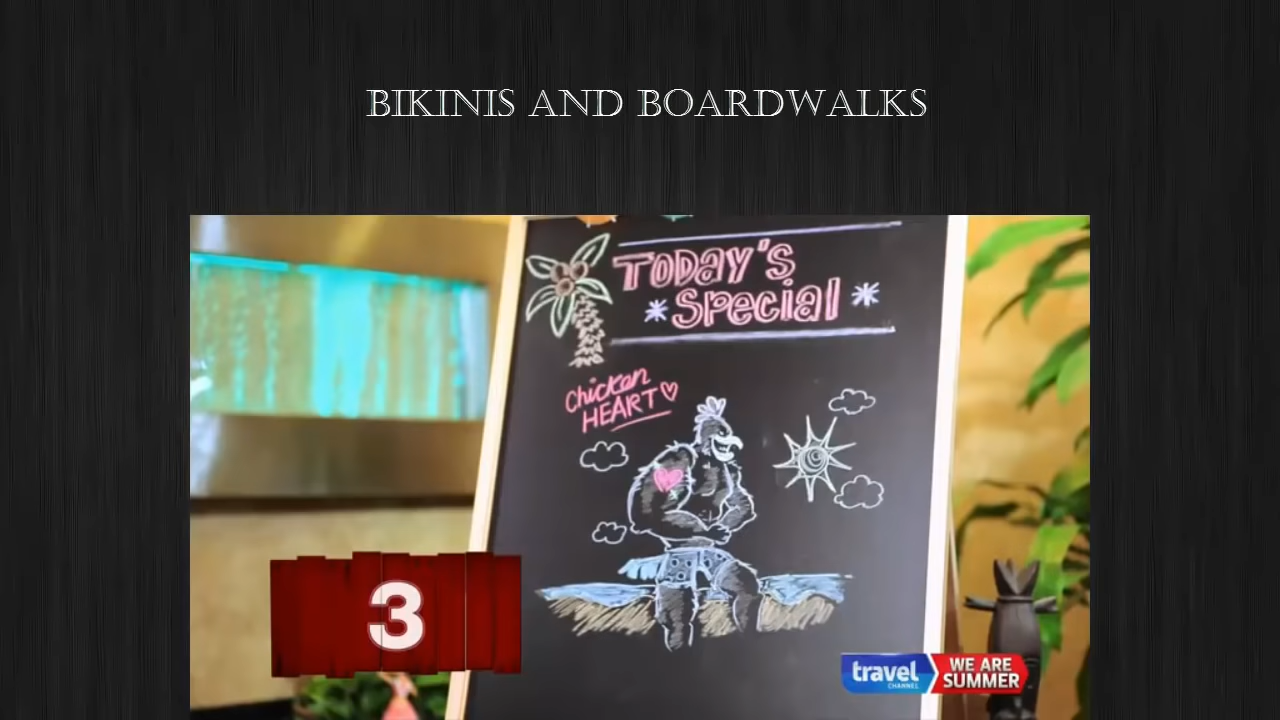 BIKINIS AND BOARDWALKS
TODAY'S
SPECIAL
Chicken
HEART
3
travel
CHANNEL
WE ARE
SUMMER